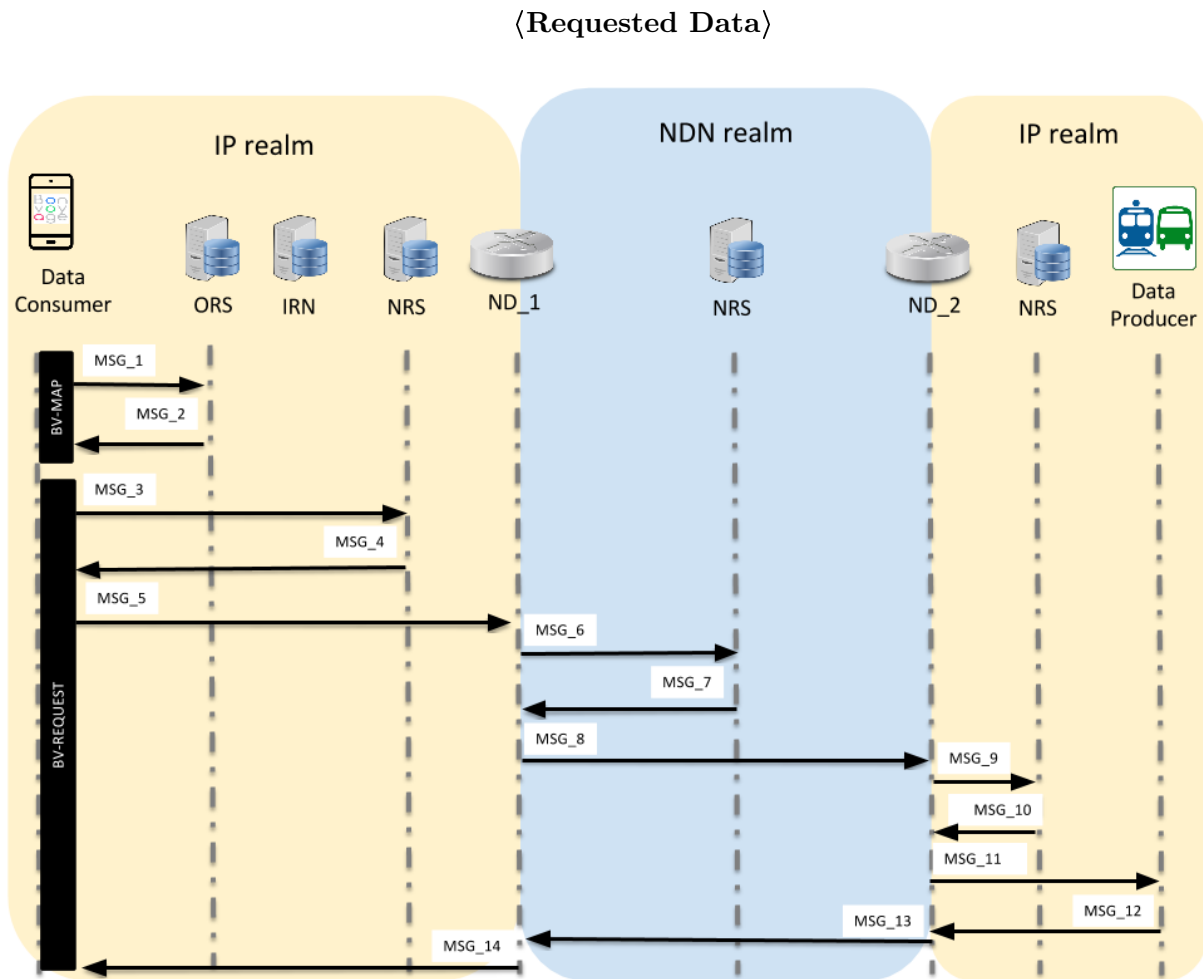 ⟨Requested Data⟩
IP realm
NDN realm
IP realm
Data
Consumer
ORS
IRN
NRS
ND_1
NRS
ND_2
NRS
Data
Producer
BV-MAP
MSG_1
MSG_2
BV-REQUEST
MSG_3
MSG_4
MSG_5
MSG_6
MSG_7
MSG_8
MSG_9
MSG_10
MSG_11
MSG_12
MSG_13
MSG_14